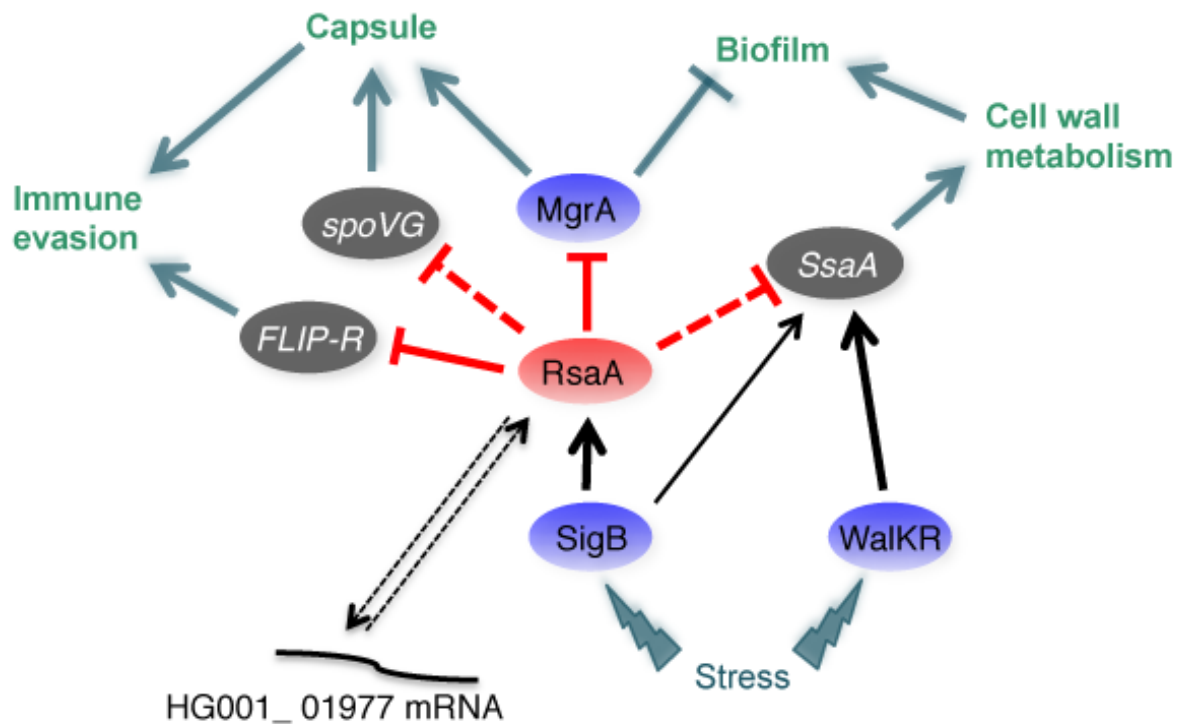 Capsule
Biofilm
Cell wall
metabolism
Immune
evasion
spoVG
MgrA
SsaA
FLIP-R
RsaA
SigB
WalKR
Stress
HG001_ 01977 mRNA